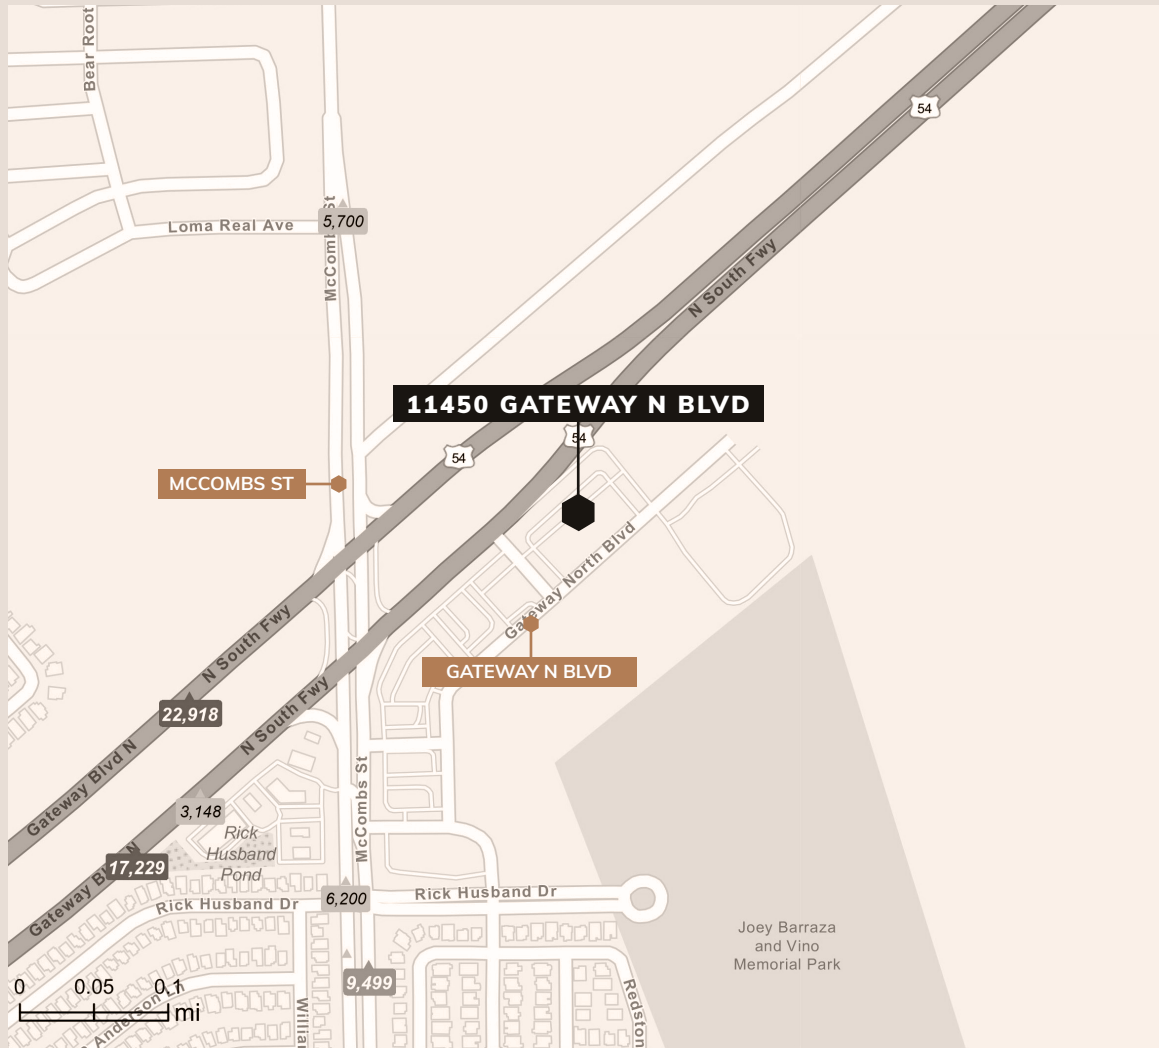 Bear Root
54
McCombs St
5,700
Loma Real Ave
N South Fwy
11450 GATEWAY N BLVD
54
54
MCCOMBS ST
Gateway North Blvd
N South Fwy
GATEWAY N BLVD
N South Fwy
22,918
Gateway Blvd N
McCombs St
3,148
Rick
Husband
Pond
17,229
Gateway Blvd N
6,200
Rick Husband Dr
Rick Husband Dr
Joey Barraza
and Vino
Memorial Park
9,499
0 0.05 0.1
mi
Anderson Ln